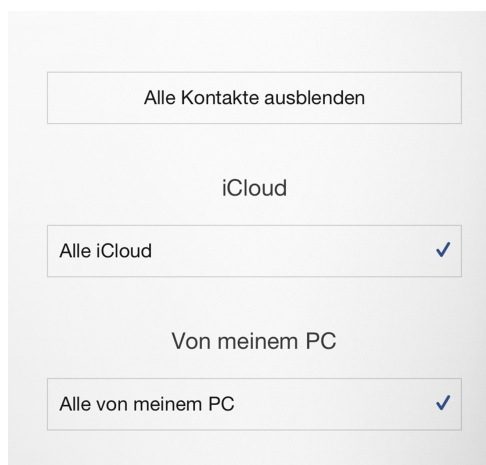 Alle Kontakte ausblenden
iCloud
Alle iCloud
Von meinem PC
Alle von meinem PC